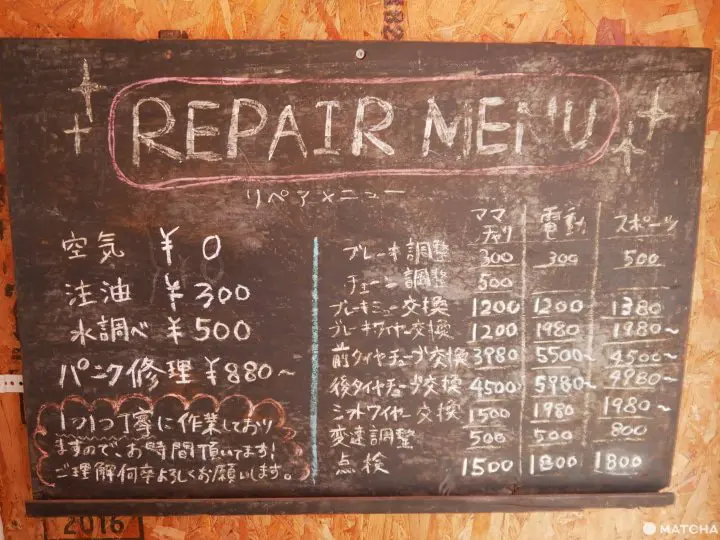 REPAIR MENU
リペアメニュー
空気 ¥ 0
注油 ¥300
水調べ ¥500
パンク修理 ¥880~
1つ1つ丁寧に作業しており
ますので、お時間頂いてます!
ご理解何卒よろしくお願いします。
ママチャリ 電動 スポーツ
ブレーキ調整 300 300 500
チェーン調整 500
ブレーキシュー交換 1200 1200 1380
ブレーキワイヤー交換 1200 1980 1980~
前タイヤチューブ交換 3980 5500~ 4500~
後タイヤチューブ交換 4500 5980~ 4980~
シフトワイヤー交換 1500 1980 1980~
変速調整 500 500 800
点検 1500 1800 1800
2016
MATCHA